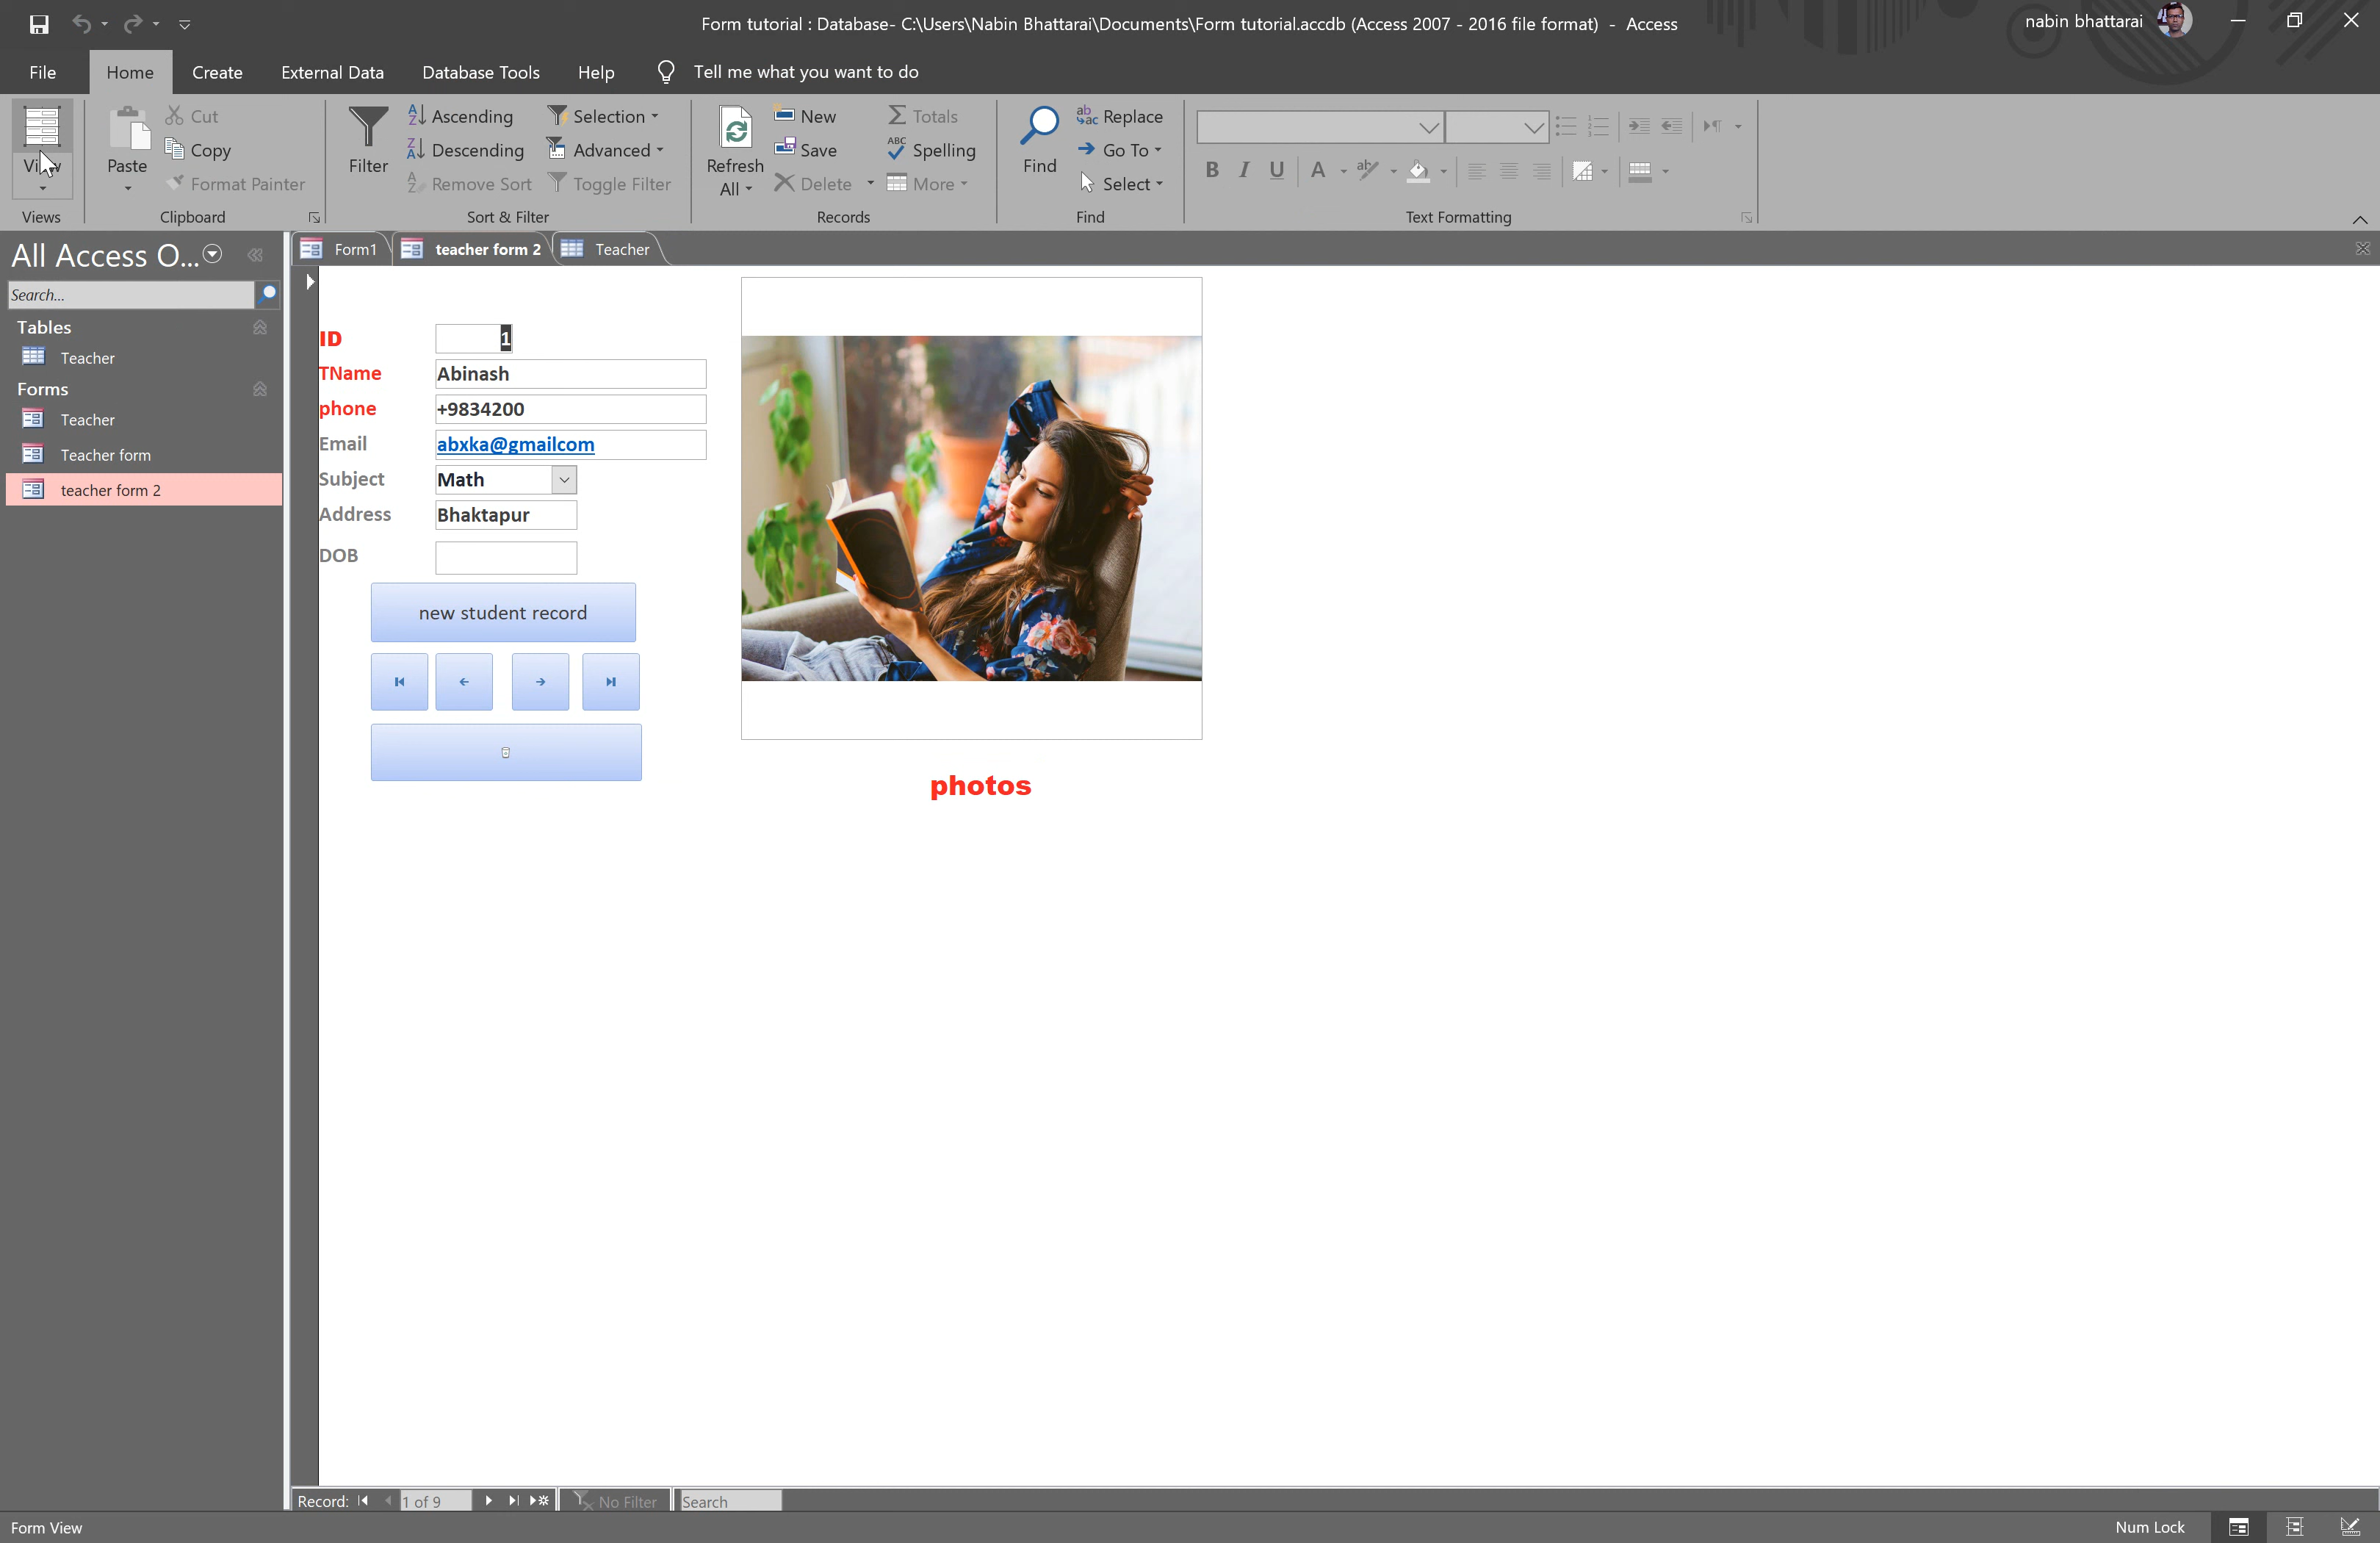 Form tutorial : Database- C:\Users\Nabin Bhattarai\Documents\Form tutorial.accdb (Access 2007 - 2016 file format) - Access
nabin bhattarai
File Home Create External Data Database Tools Help Tell me what you want to do
View
Views
Paste
Cut
Copy
Format Painter
Clipboard
Filter
Ascending
Descending
Remove Sort
Selection
Advanced
Toggle Filter
Sort & Filter
Refresh
All
New
Save
Delete
Totals
Spelling
More
Records
Find
Replace
Go To
Select
Find
B I U A
Text Formatting
All Access O...
Search...
Tables
Teacher
Forms
Teacher
Teacher form
teacher form 2
Form1 teacher form 2 Teacher
ID 1
TName Abinash
phone +9834200
Email abxka@gmailcom
Subject Math
Address Bhaktapur
DOB
new student record
photos
Record: 1 of 9 No Filter Search
Form View Num Lock